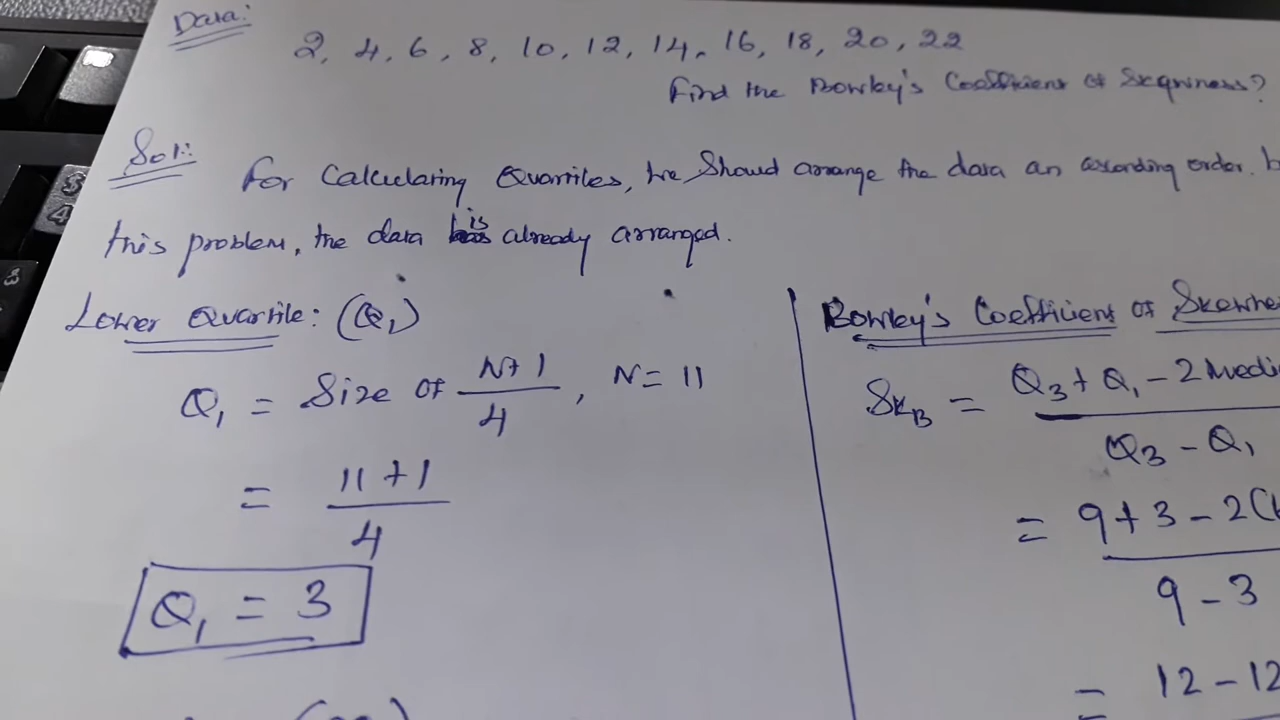 Data:
2, 4, 6, 8, 10, 12, 14, 16, 18, 20, 22
Find the Bowley's Coefficient of Skewness?
Sol:
For Calculating Quartiles, we Should arrange the data an ascending order. b
this problem, the data is already arranged.
Lower Quartile: (Q₁)
Q₁ = Size of N+1/4, N = 11
= 11+1/4
Q₁ = 3
Bowley's Coefficient of Skewne
SkB = Q3 + Q₁ - 2 Medi
Q3 - Q₁
= 9+3-2(
9-3
= 12-12